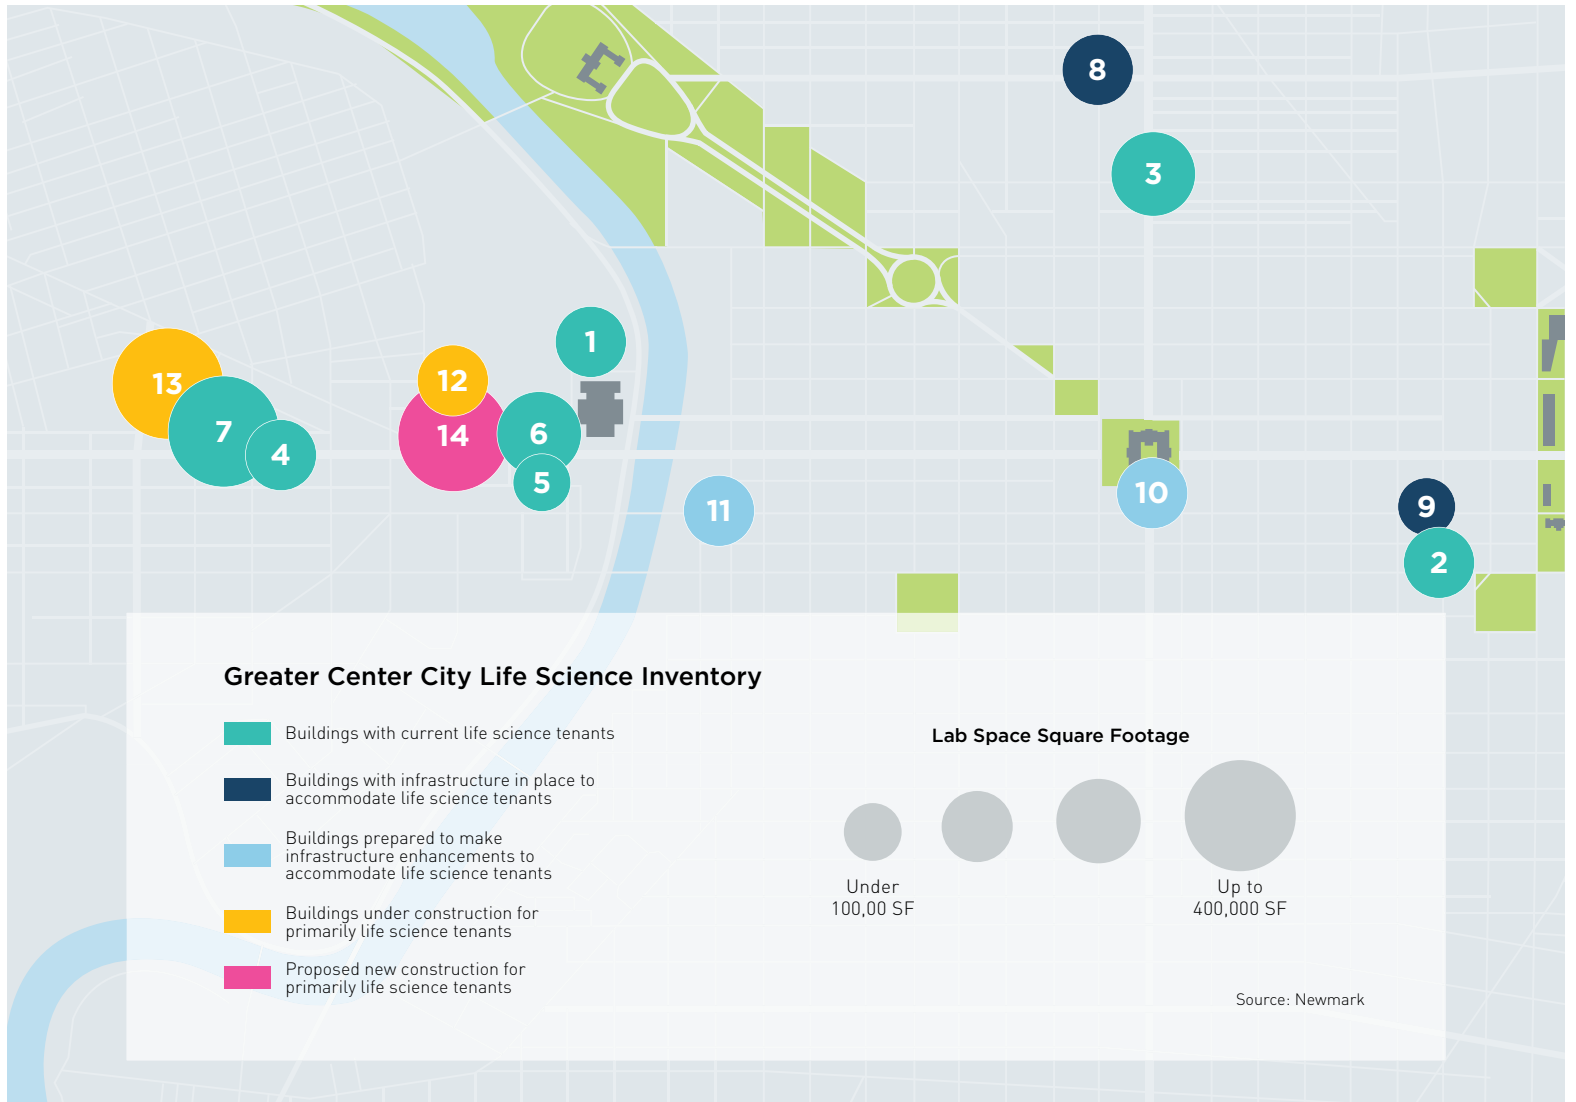 8
3
1
13
12
7
14
6
4
5
11
10
9
2
Greater Center City Life Science Inventory
Buildings with current life science tenants
Buildings with infrastructure in place to
accommodate life science tenants
Buildings prepared to make
infrastructure enhancements to
accommodate life science tenants
Buildings under construction for
primarily life science tenants
Proposed new construction for
primarily life science tenants
Lab Space Square Footage
Under
100,00 SF
Up to
400,000 SF
Source: Newmark